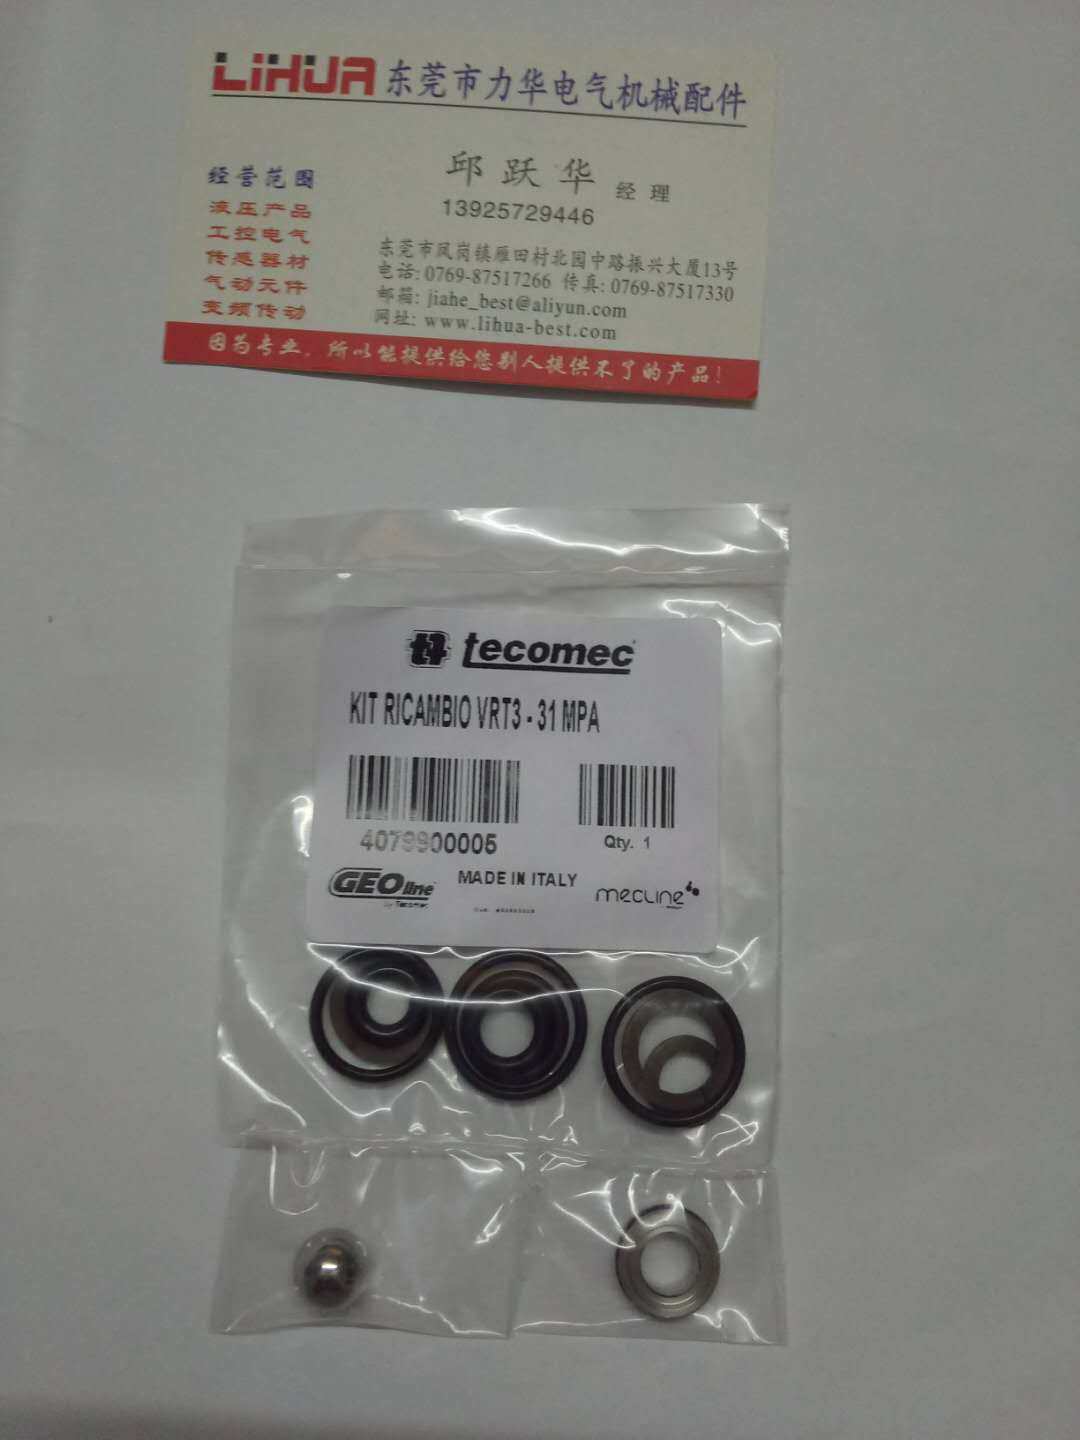 LiHUA 东莞市力华电气机械配件
邱跃华 经理
13925729446
经营范围
液压产品
工控电气
传感器材
气动元件
变频传动
东莞市凤岗镇雁田村北园中路振兴大厦13号
电话: 0769-87517266 传真: 0769-87517330
邮箱: jiahe_best@aliyun.com
网址: www.lihua-best.com
因为专业，所以能提供给您别人提供不了的产品！
tecomec
KIT RICAMBIO VRT3 - 31 MPA
4079900005
Qty. 1
GEOline
by Tecomec
MADE IN ITALY
mecline